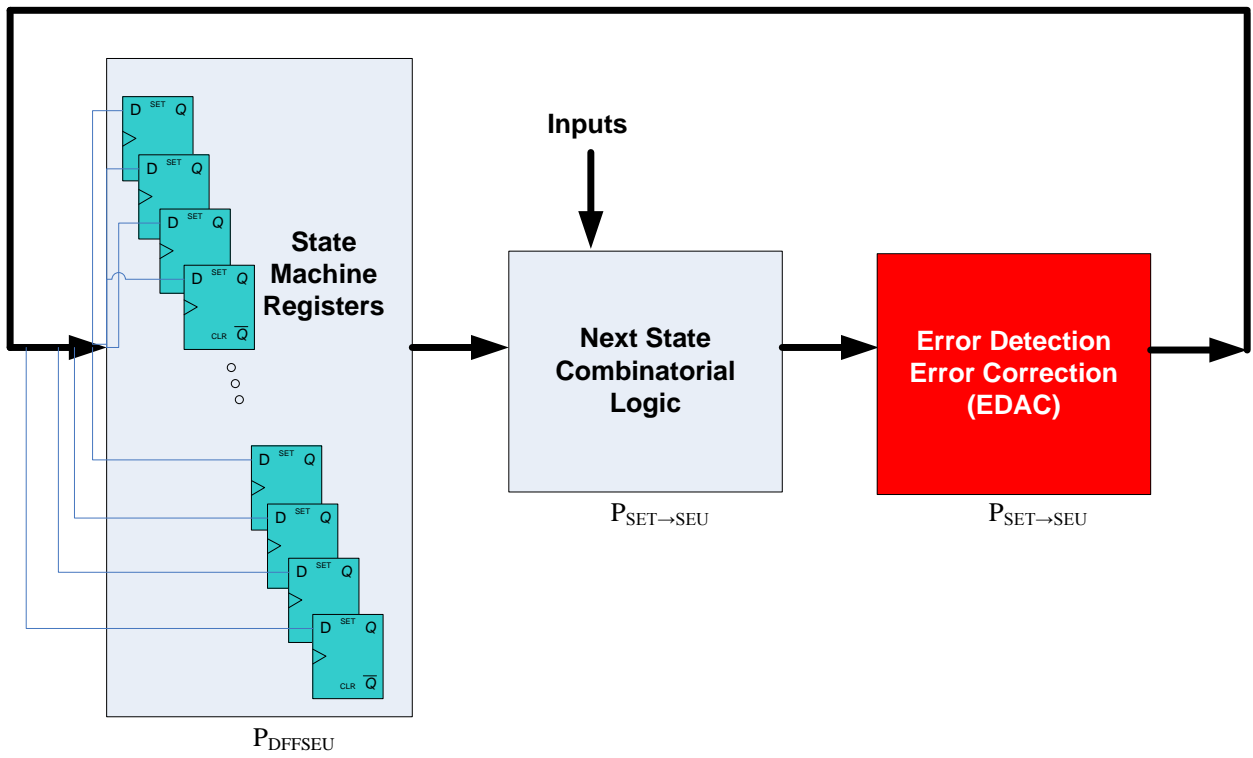 D SET Q
D SET Q
D SET Q
D SET Q
CLR Q
State
Machine
Registers
D SET Q
D SET Q
D SET Q
D SET Q
CLR Q
PDFFSEU
Inputs
Next State
Combinatorial
Logic
PSET→SEU
Error Detection
Error Correction
(EDAC)
PSET→SEU